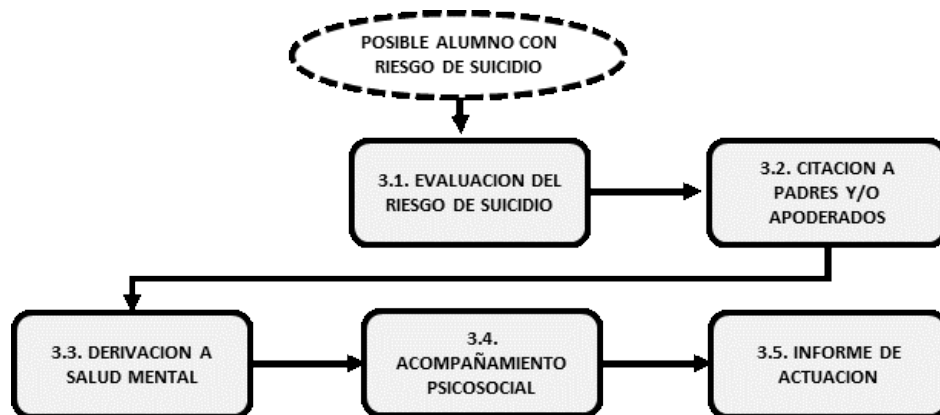 POSIBLE ALUMNO CON
RIESGO DE SUICIDIO
3.1. EVALUACION DEL
RIESGO DE SUICIDIO
3.2. CITACION A
PADRES Y/O
APODERADOS
3.3. DERIVACION A
SALUD MENTAL
3.4.
ACOMPAÑAMIENTO
PSICOSOCIAL
3.5. INFORME DE
ACTUACION